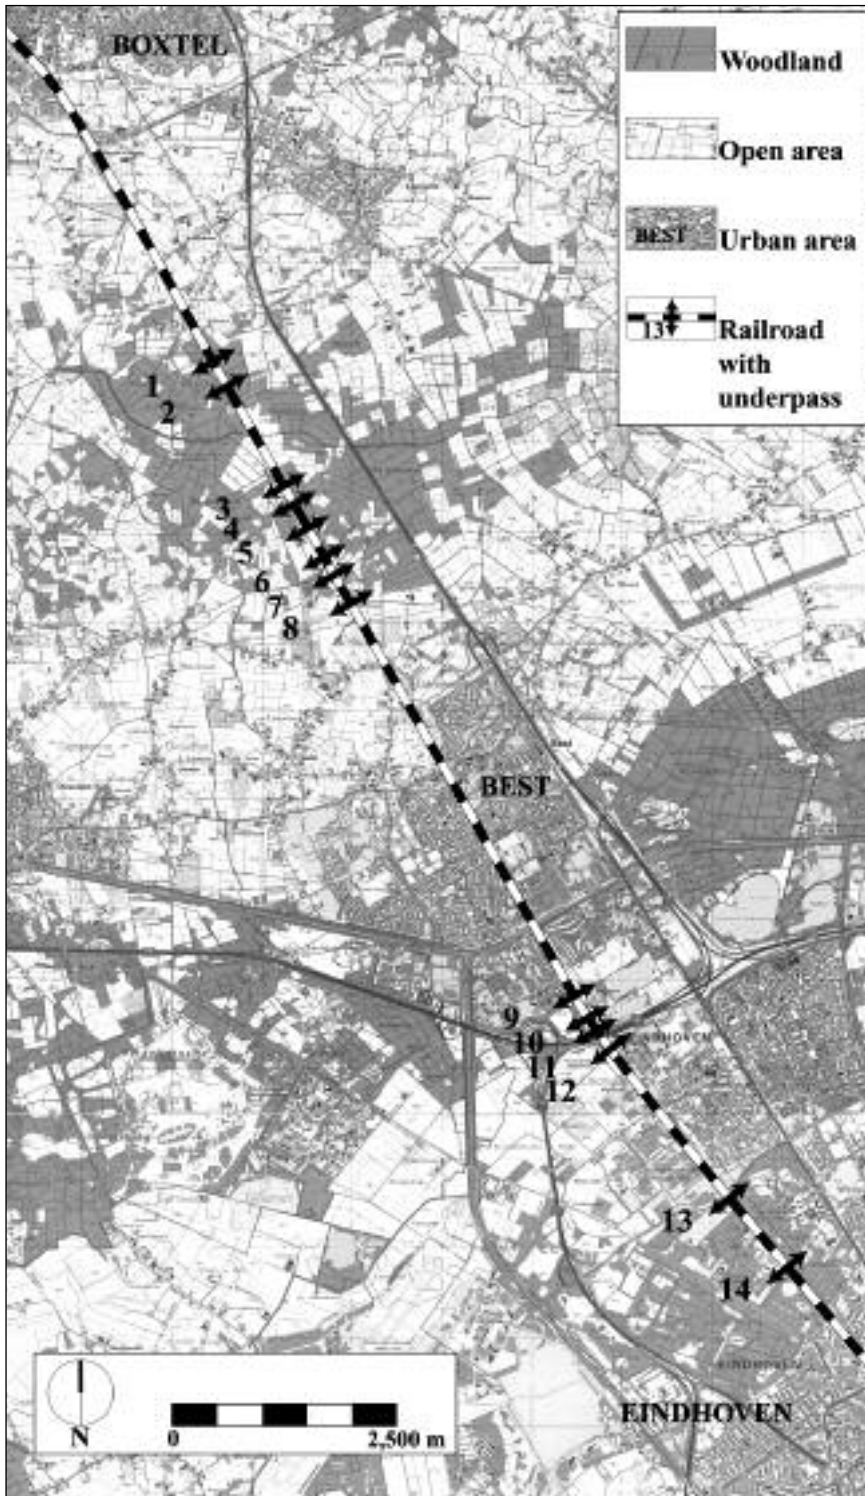 BOXTEL
Woodland
Open area
BEST
Urban area
13
Railroad
with
underpass
1
2
3
4
5
6
7
8
BEST
9
10
11
12
13
14
EINDHOVEN
EINDHOVEN
N
0
2,500 m